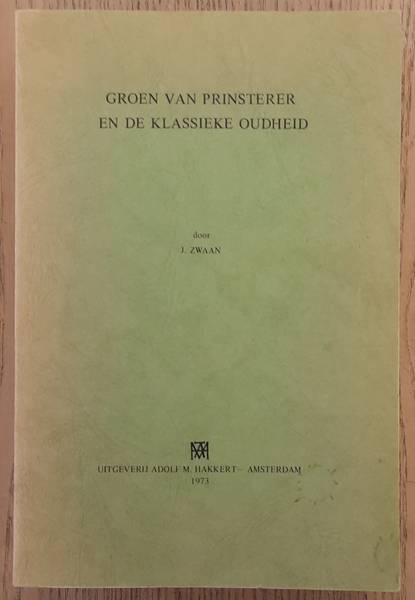 GROEN VAN PRINSTERER
EN DE KLASSIEKE OUDHEID
door
J. ZWAAN
UITGEVERIJ ADOLF M. HAKKERT – AMSTERDAM
1973